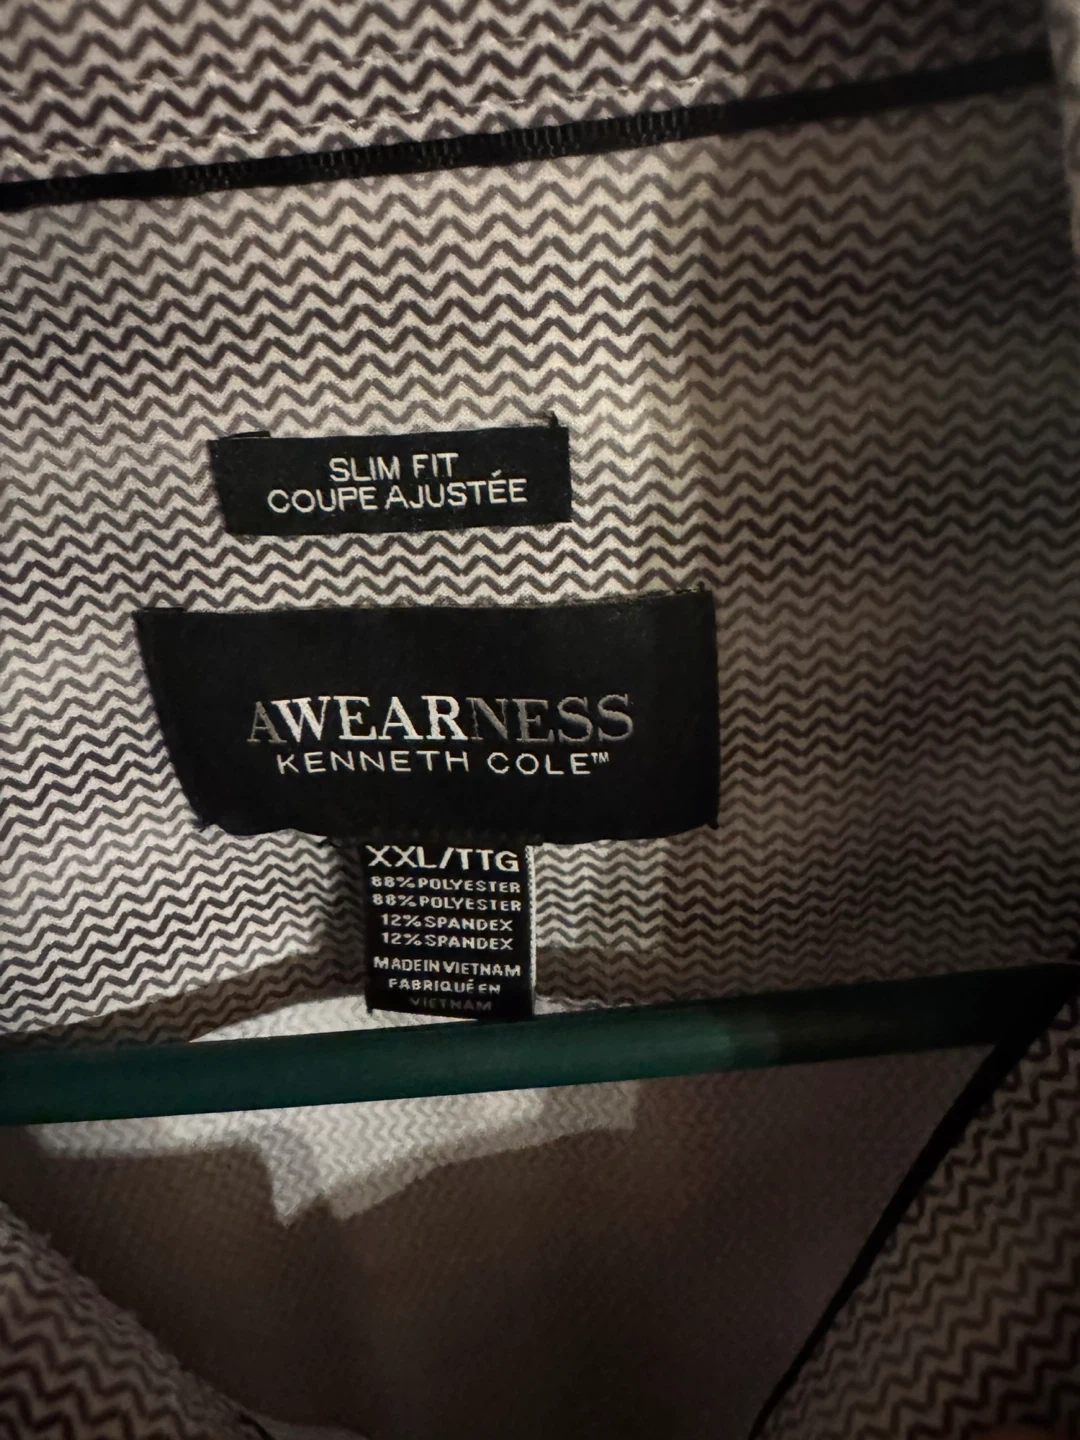 SLIM FIT
COUPE AJUSTÉE
AWEARNESS
KENNETH COLE™
XXL/TTG
88% POLYESTER
88% POLYESTER
12% SPANDEX
12% SPANDEX
MADE IN VIETNAM
FABRIQUÉ EN
VIETNAM